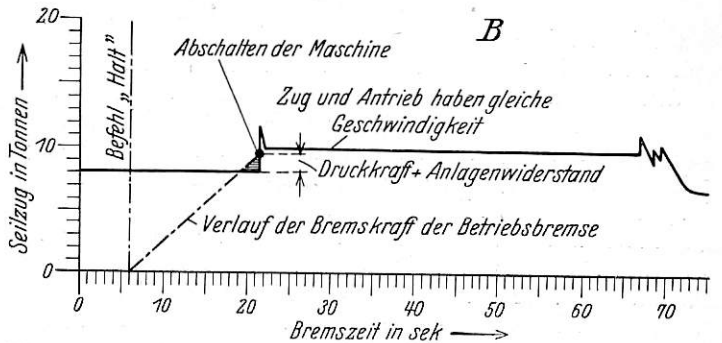 B
20
10
0
Seilzug in Tonnen
Befehl „Halt”
Abschalten der Maschine
Zug und Antrieb haben gleiche
Geschwindigkeit
Druckkraft + Anlagenwiderstand
Verlauf der Bremskraft der Betriebsbremse
0 10 20 30 40 50 60 70
Bremszeit in sek